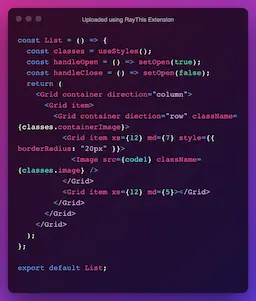 Uploaded using RayThis Extension
const List = () => {
const classes = useStyles();
const handleOpen = () => setOpen(true);
const handleClose = () => setOpen(false);
return (
<Grid container direction="column">
<Grid item>
<Grid container diection="row" className=
{classes.containerImage}>
<Grid item xs={12} md={7} style={{
borderRadius: "20px" }}>
<Image src={code1} className=
{classes.image} />
</Grid>
<Grid item xs={12} md={5}></Grid>
</Grid>
</Grid>
</Grid>
);
};
export default List;